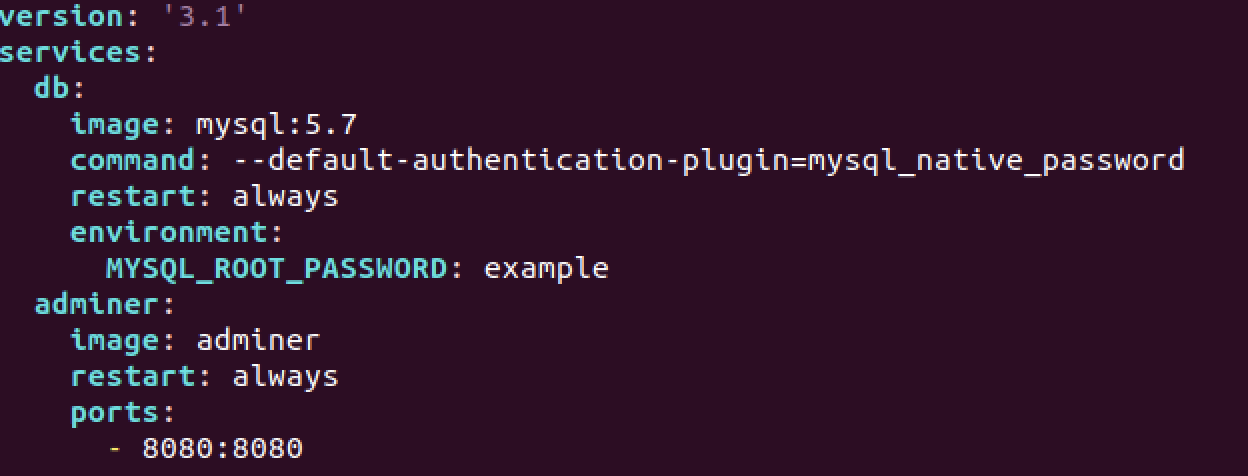 version: '3.1'
services:
  db:
    image: mysql:5.7
    command: --default-authentication-plugin=mysql_native_password
    restart: always
    environment:
      MYSQL_ROOT_PASSWORD: example
  adminer:
    image: adminer
    restart: always
    ports:
      - 8080:8080